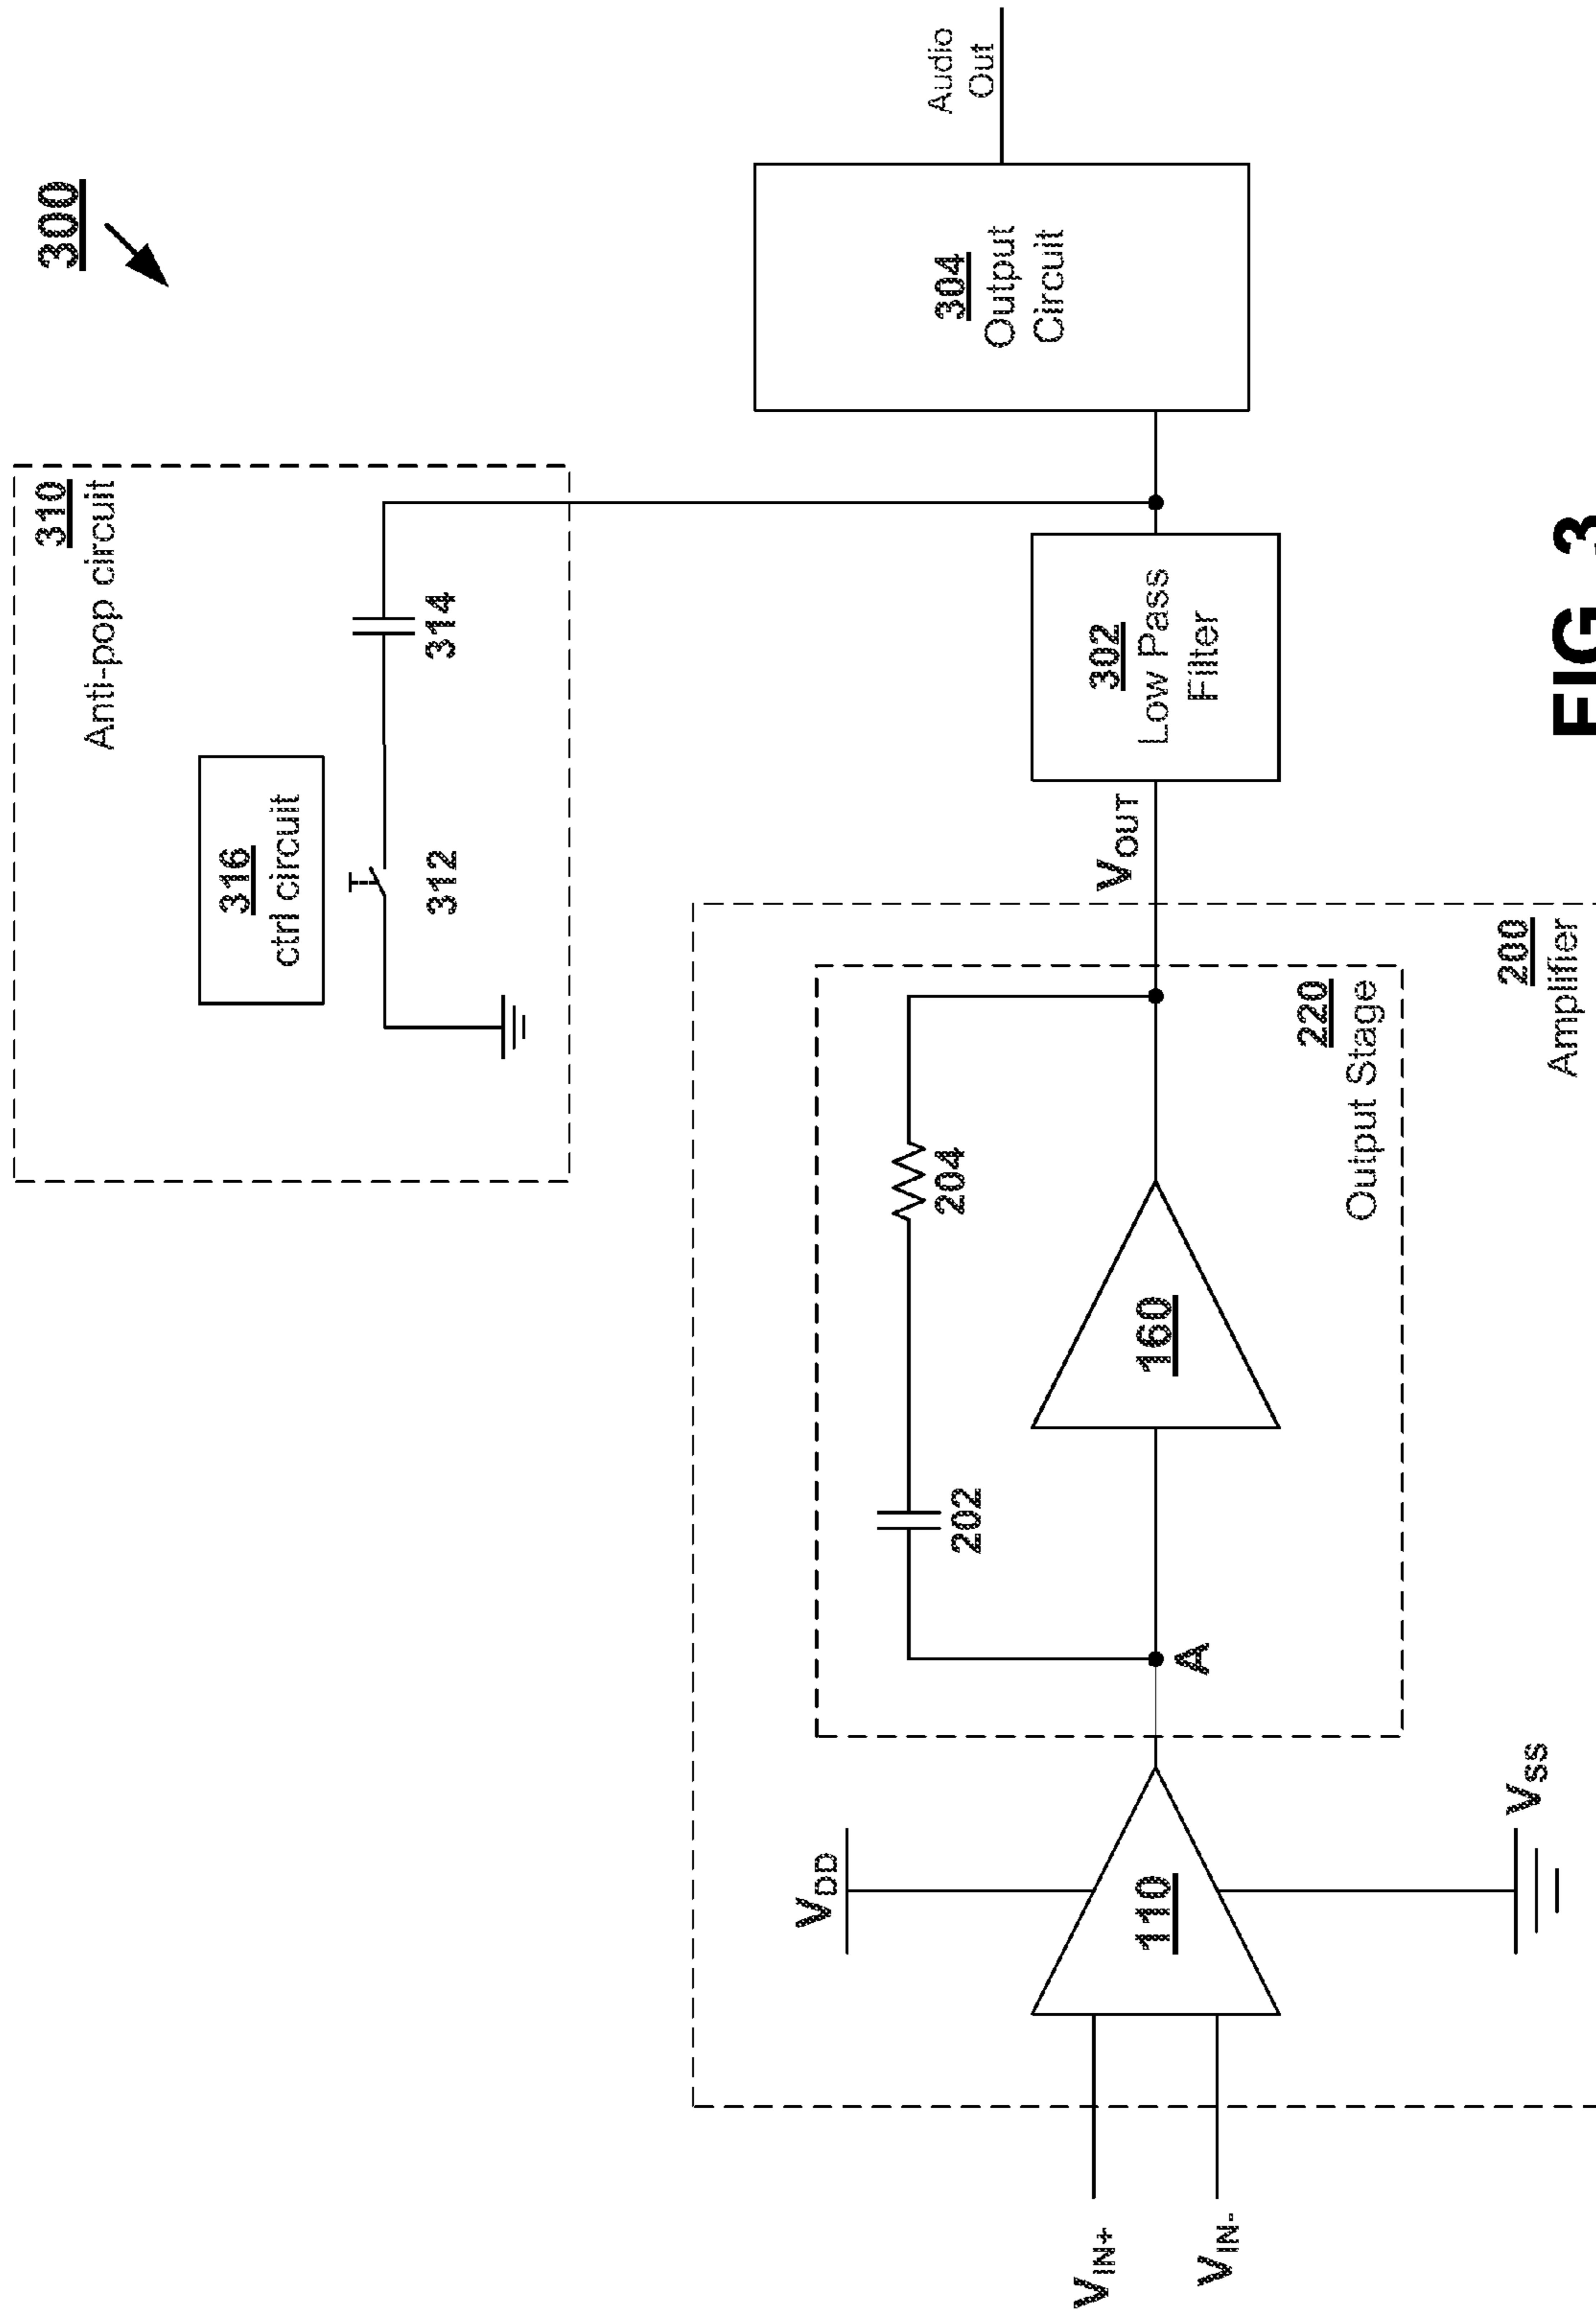 300
310
Anti-pop circuit
316
ctrl circuit
312
314
Audio
Out
304
Output
Circuit
302
Low Pass
Filter
VOUT
202
204
160
A
220
Output Stage
200
Amplifier
VDD
110
VSS
VIN+
VIN-
FIG. 3